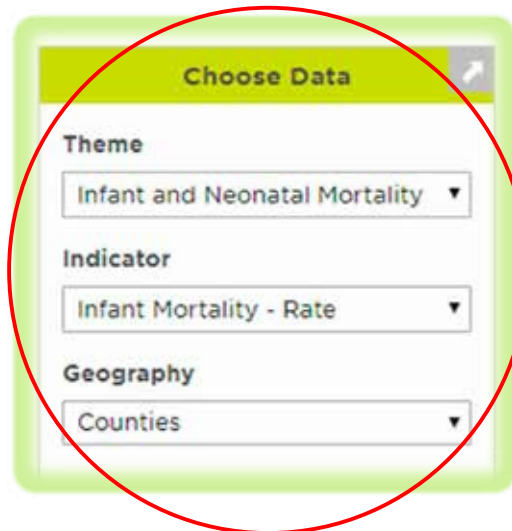 Choose Data
Theme
Infant and Neonatal Mortality
Indicator
Infant Mortality - Rate
Geography
Counties